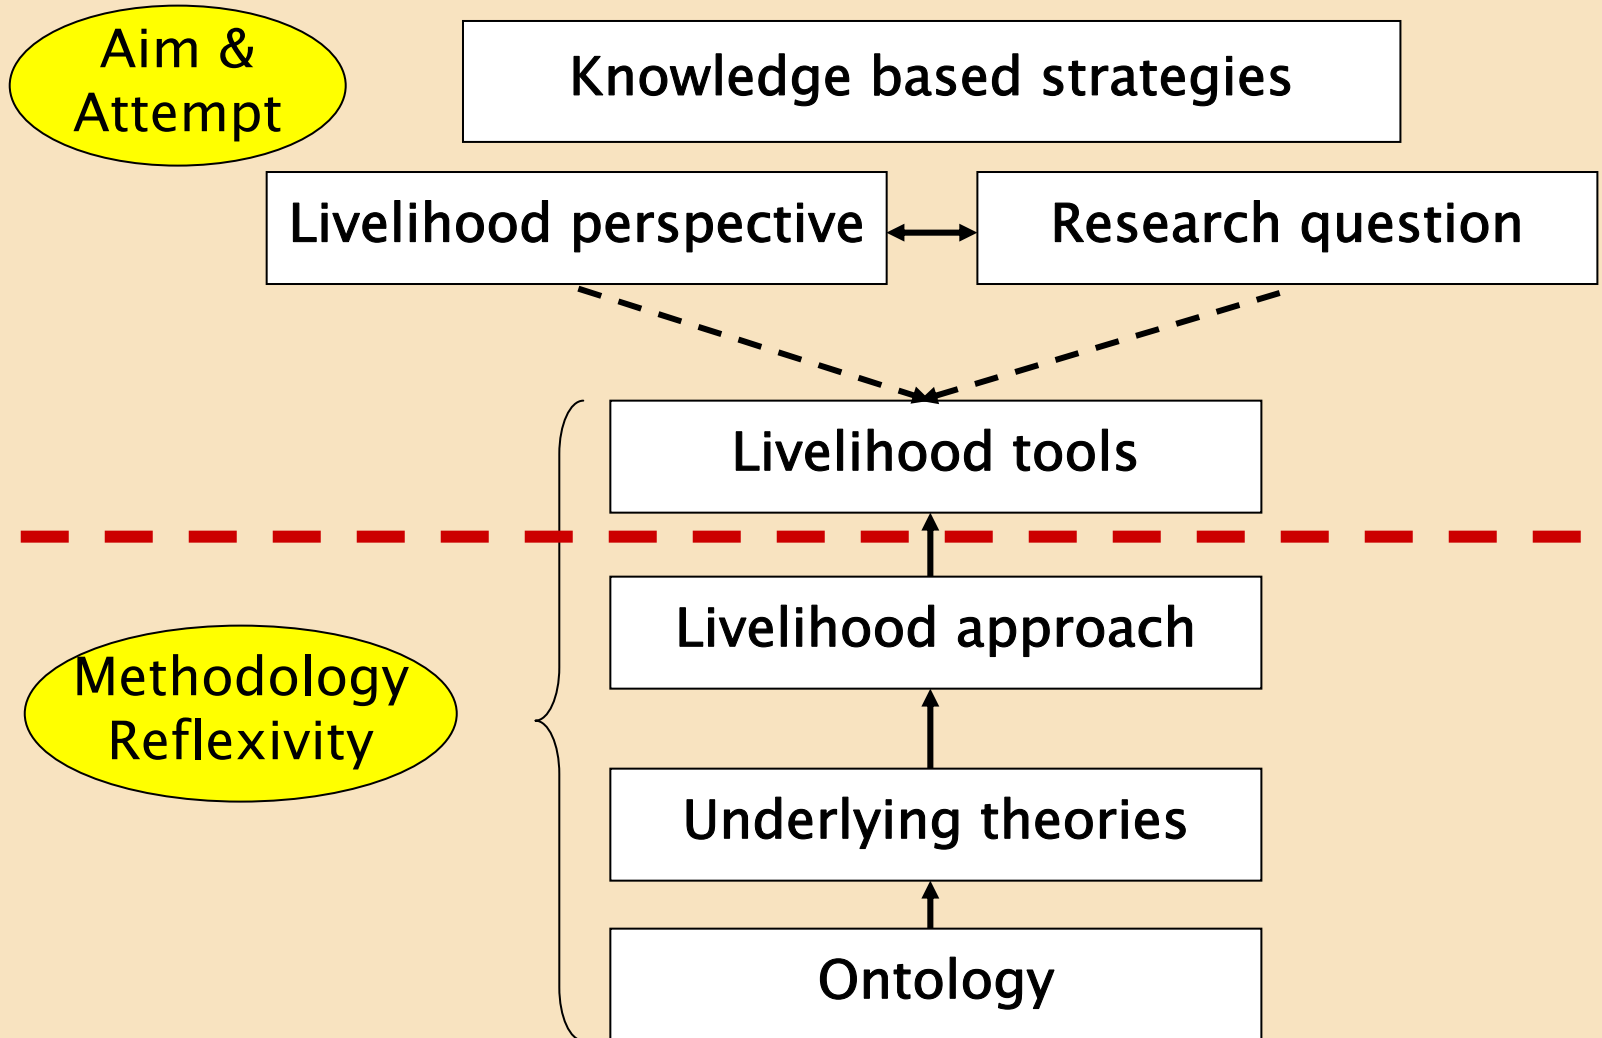 Aim &
Attempt
Knowledge based strategies
Livelihood perspective
Research question
Livelihood tools
Livelihood approach
Methodology
Reflexivity
Underlying theories
Ontology